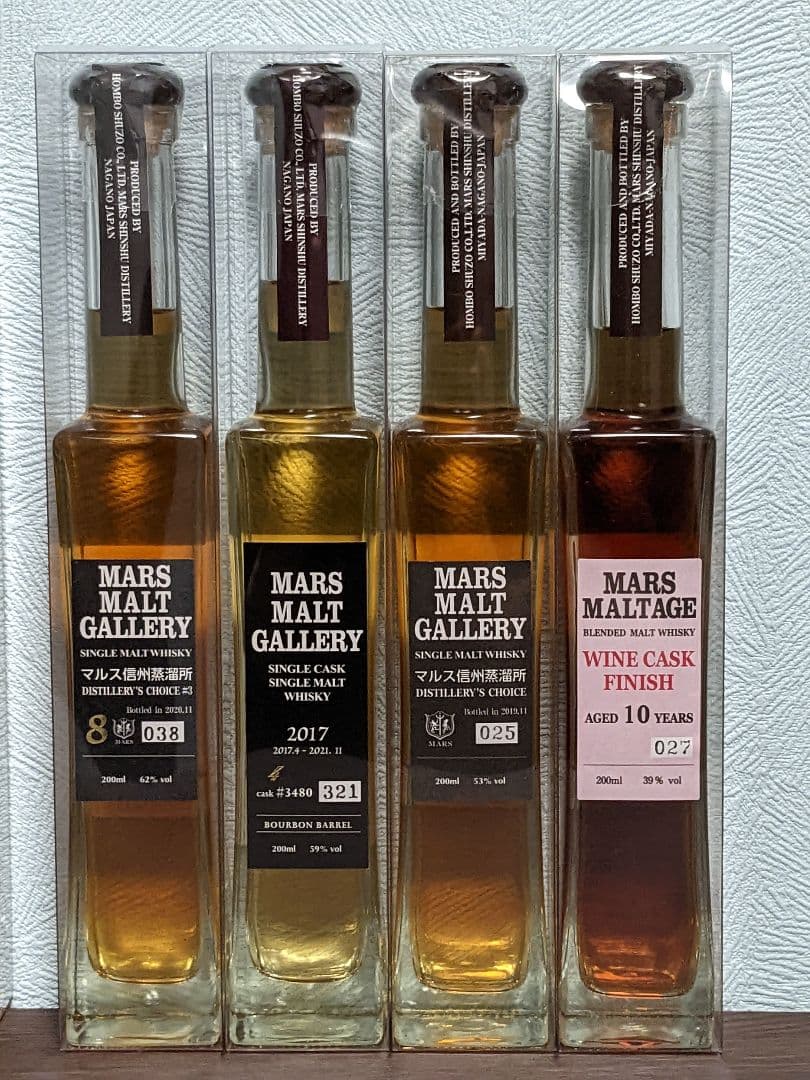 PRODUCED BY
HOMBO SHUZO CO., LTD. MARS SHINSHU DISTILLERY
NAGANO JAPAN
MARS
MALT
GALLERY
SINGLE MALT WHISKY
マルス信州蒸溜所
DISTILLERY'S CHOICE #3
Bottled in 2020.11
8 MARS 038
200ml 62% vol
PRODUCED BY
HOMBO SHUZO CO., LTD. MARS SHINSHU DISTILLERY
NAGANO JAPAN
MARS
MALT
GALLERY
SINGLE CASK
SINGLE MALT
WHISKY
2017
2017.4 - 2021. 11
4
cask #3480 321
BOURBON BARREL
200ml 59% vol
PRODUCED AND BOTTLED BY
HOMBO SHUZO CO.,LTD. MARS SHINSHU DISTILLERY
MIYADA-NAGANO-JAPAN
MARS
MALT
GALLERY
SINGLE MALT WHISKY
マルス信州蒸溜所
DISTILLERY'S CHOICE
Bottled in 2019.11
MARS 025
200ml 53% vol
PRODUCED AND BOTTLED BY
HOMBO SHUZO CO.,LTD. MARS SHINSHU DISTILLERY
MIYADA-NAGANO-JAPAN
MARS
MALTAGE
BLENDED MALT WHISKY
WINE CASK
FINISH
AGED 10 YEARS
027
200ml 39% vol